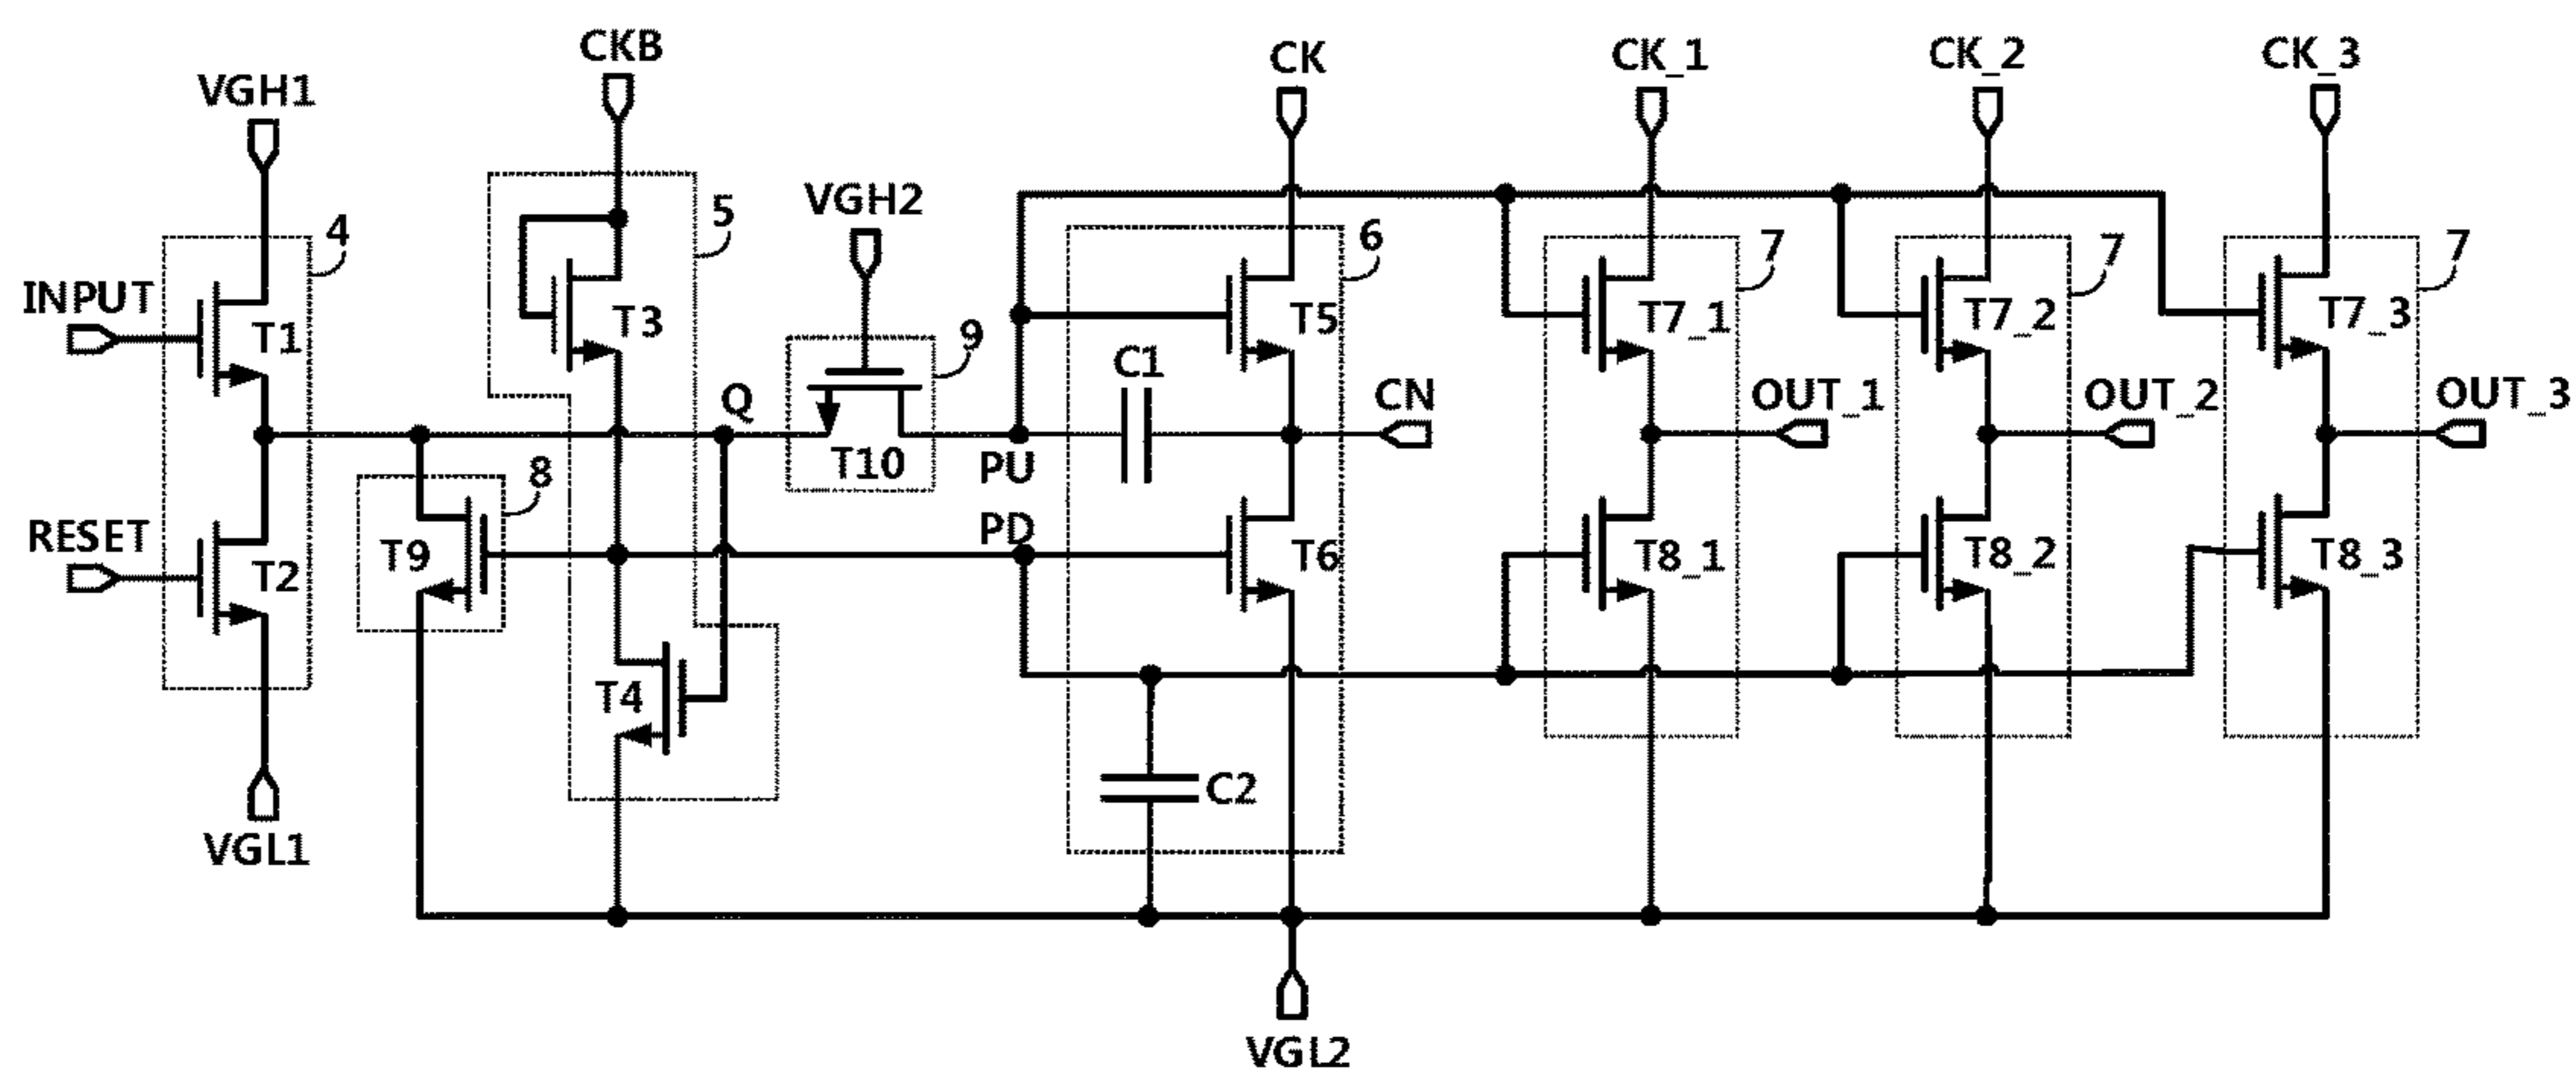 CKB
CK
CK_1
CK_2
CK_3
VGH1
VGH2
4
5
6
7
7
7
INPUT
T1
T3
T5
T7_1
T7_2
T7_3
9
C1
Q
CN
OUT_1
OUT_2
OUT_3
T10
PU
8
RESET
PD
T9
T2
T6
T8_1
T8_2
T8_3
T4
C2
VGL1
VGL2